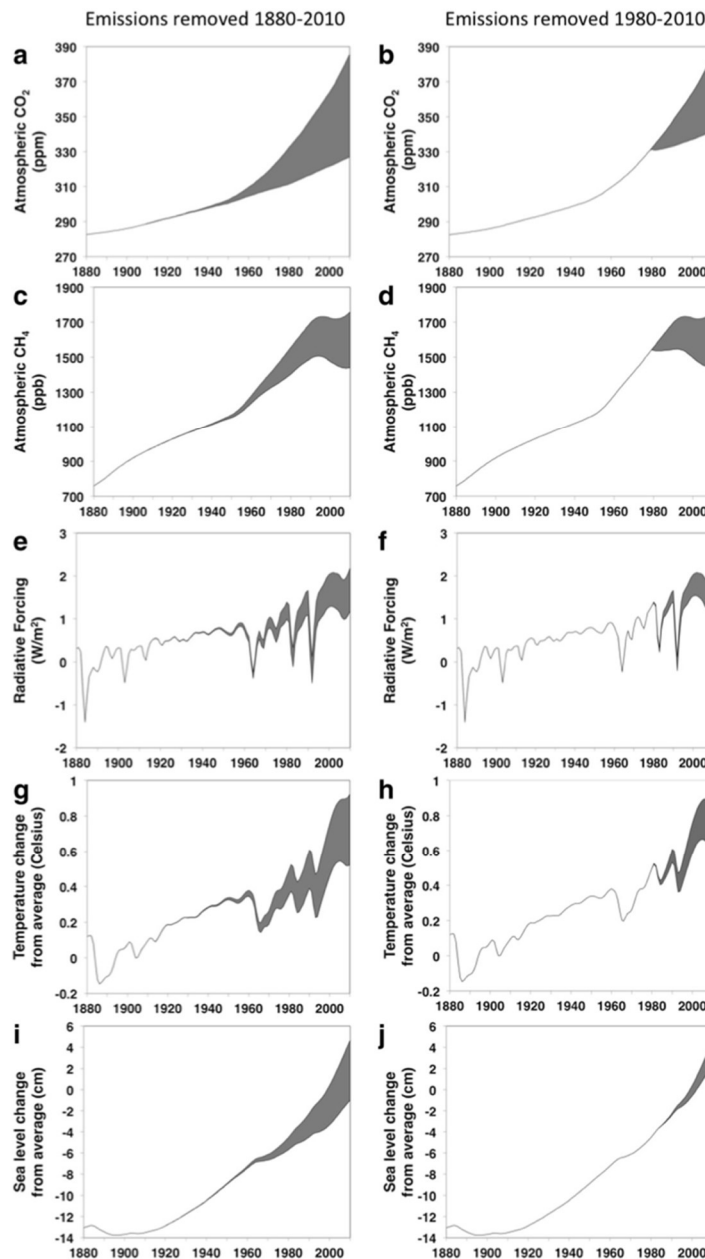 Emissions removed 1880-2010
Emissions removed 1980-2010
a
Atmospheric CO2
(ppm)
390
350
330
310
290
270
1880 1900 1920 1940 1960 1980 2000
b
Atmospheric CO2
(ppm)
390
350
330
310
290
270
1880 1900 1920 1940 1960 1980 2000
c
Atmospheric CH4
(ppb)
1900
1700
1500
1300
1100
900
700
1880 1900 1920 1940 1960 1980 2000
d
Atmospheric CH4
(ppb)
1900
1700
1500
1300
1100
900
700
1880 1900 1920 1940 1960 1980 2000
e
Radiative Forcing
(W/m2)
3
2
1
0
-1
-2
1880 1900 1920 1940 1960 1980 2000
f
Radiative Forcing
(W/m2)
3
2
1
0
-1
-2
1880 1900 1920 1940 1960 1980 2000
g
Temperature change
from average (Celsius)
1
0.8
0.6
0.4
0.2
0
-0.2
1880 1900 1920 1940 1960 1980 2000
h
Temperature change
from average (Celsius)
1
0.8
0.6
0.4
0.2
0
-0.2
1880 1900 1920 1940 1960 1980 2000
i
Sea level change
from average (cm)
6
4
2
0
-2
-4
-6
-8
-10
-12
-14
1880 1900 1920 1940 1960 1980 2000
j
Sea level change
from average (cm)
6
4
2
0
-2
-4
-6
-8
-10
-12
-14
1880 1900 1920 1940 1960 1980 2000